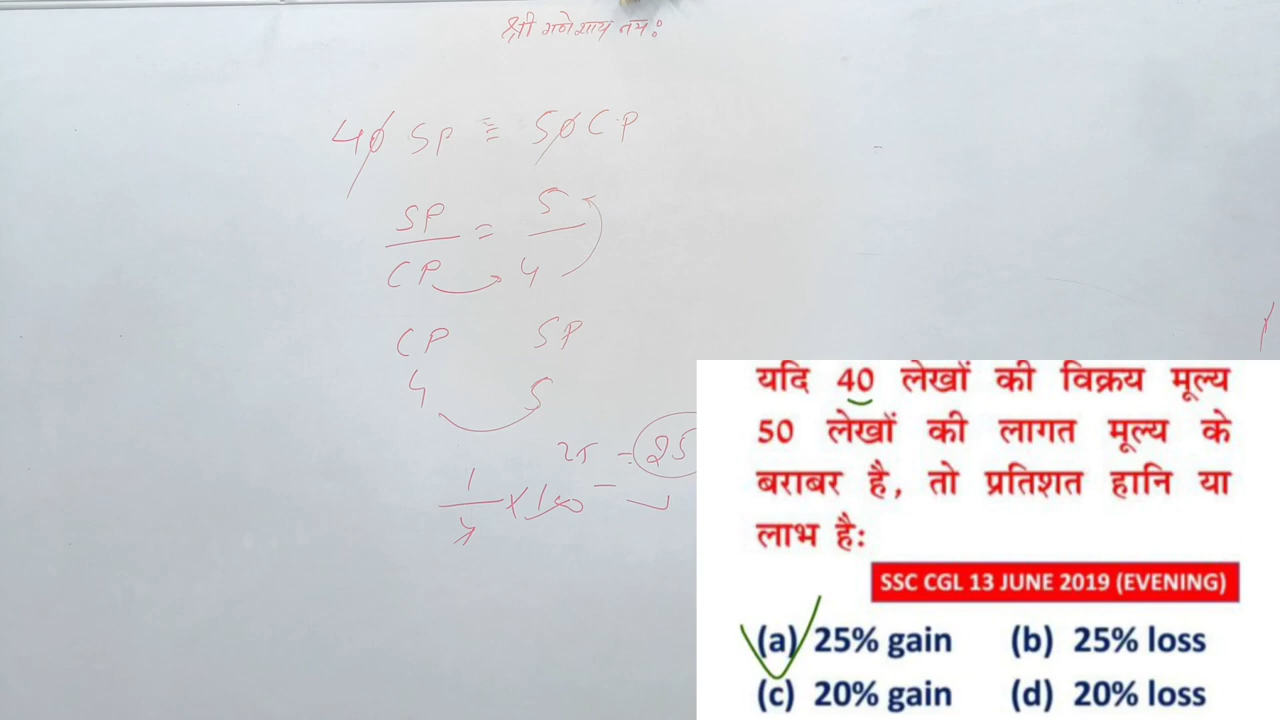 श्री गणेशाय नमः
40 SP = 50 CP
SP
CP
=
5
4
CP SP
4 5
25
1
× 100
यदि 40 लेखों की विक्रय मूल्य
50 लेखों की लागत मूल्य के
बराबर है, तो प्रतिशत हानि या
लाभ है:
SSC CGL 13 JUNE 2019 (EVENING)
(a) 25% gain (b) 25% loss
(c) 20% gain (d) 20% loss